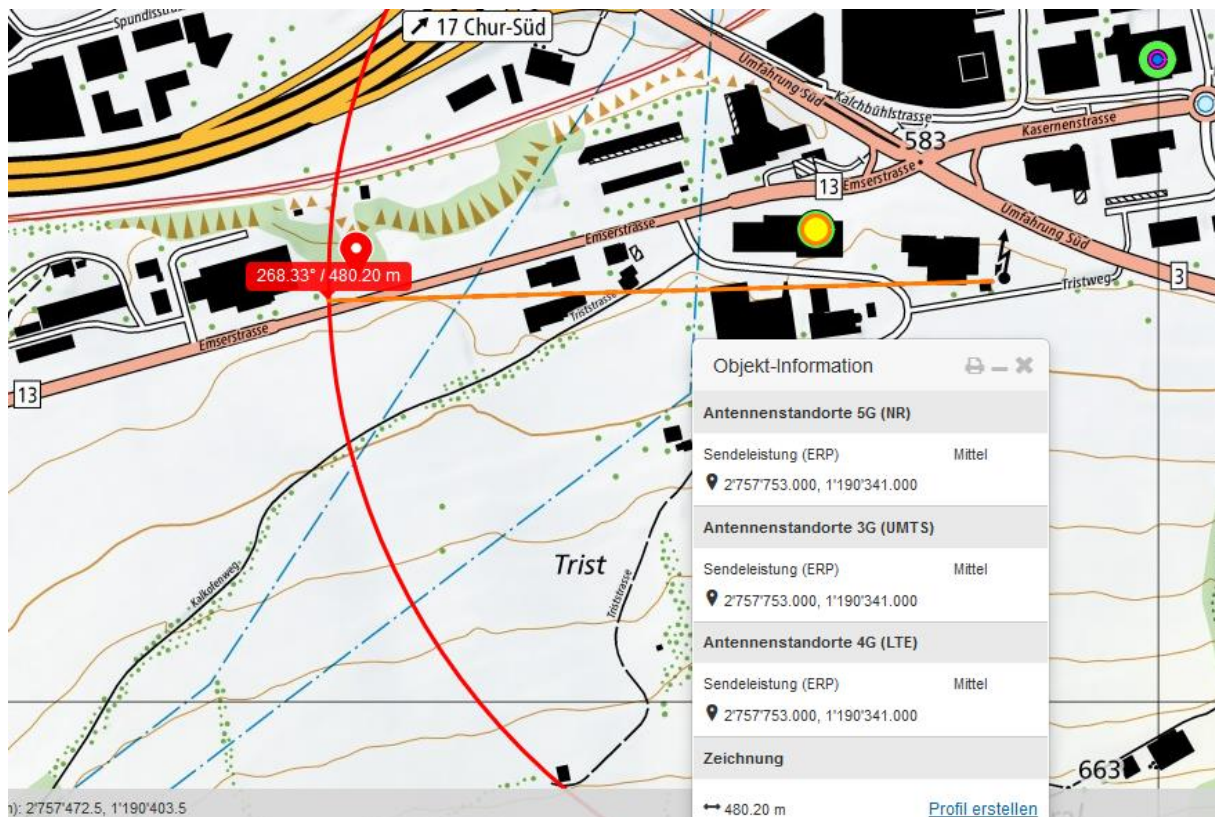 Spundisstra
17 Chur-Süd
Umfahrung Süd
Kalchbühlstrasse
583
Kasernenstrasse
13
Emserstrasse
Emserstrasse
Umfahrung Süd
268.33° / 480.20 m
3
Tristweg
Triststrasse
Emserstrasse
13
Objekt-Information
Antennenstandorte 5G (NR)
Sendeleistung (ERP) Mittel
2'757'753.000, 1'190'341.000
Antennenstandorte 3G (UMTS)
Sendeleistung (ERP) Mittel
2'757'753.000, 1'190'341.000
Antennenstandorte 4G (LTE)
Sendeleistung (ERP) Mittel
2'757'753.000, 1'190'341.000
Zeichnung
480.20 m Profil erstellen
Trist
Kalkofenweg
Triststrasse
663
): 2'757'472.5, 1'190'403.5